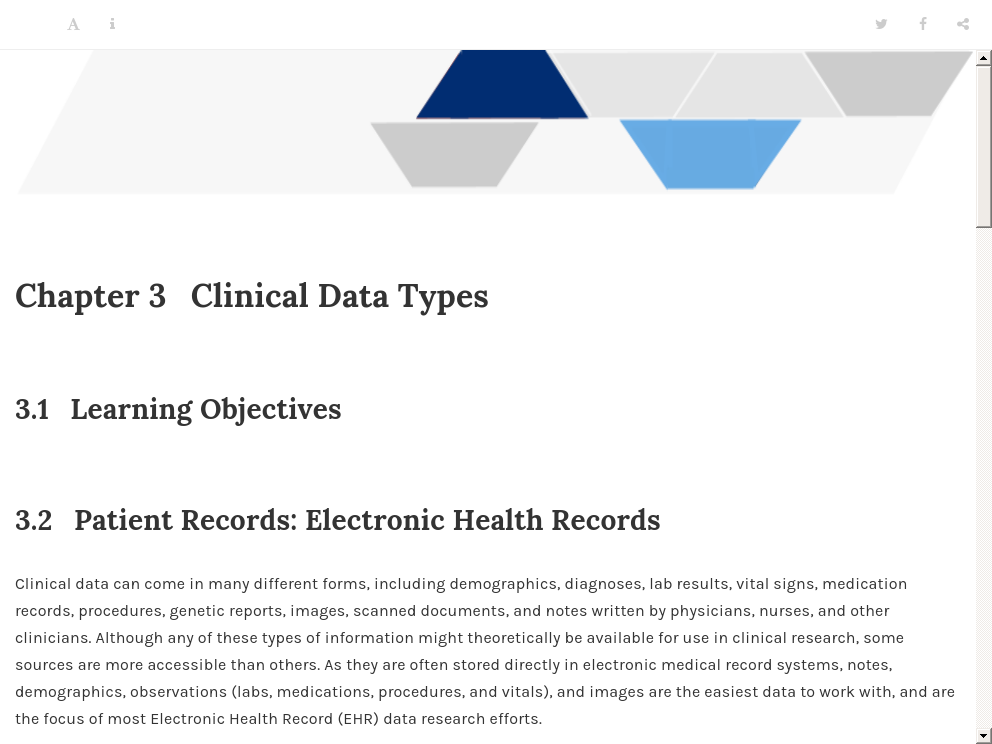 Chapter 3 Clinical Data Types
3.1 Learning Objectives
3.2 Patient Records: Electronic Health Records
Clinical data can come in many different forms, including demographics, diagnoses, lab results, vital signs, medication
records, procedures, genetic reports, images, scanned documents, and notes written by physicians, nurses, and other
clinicians. Although any of these types of information might theoretically be available for use in clinical research, some
sources are more accessible than others. As they are often stored directly in electronic medical record systems, notes,
demographics, observations (labs, medications, procedures, and vitals), and images are the easiest data to work with, and are
the focus of most Electronic Health Record (EHR) data research efforts.